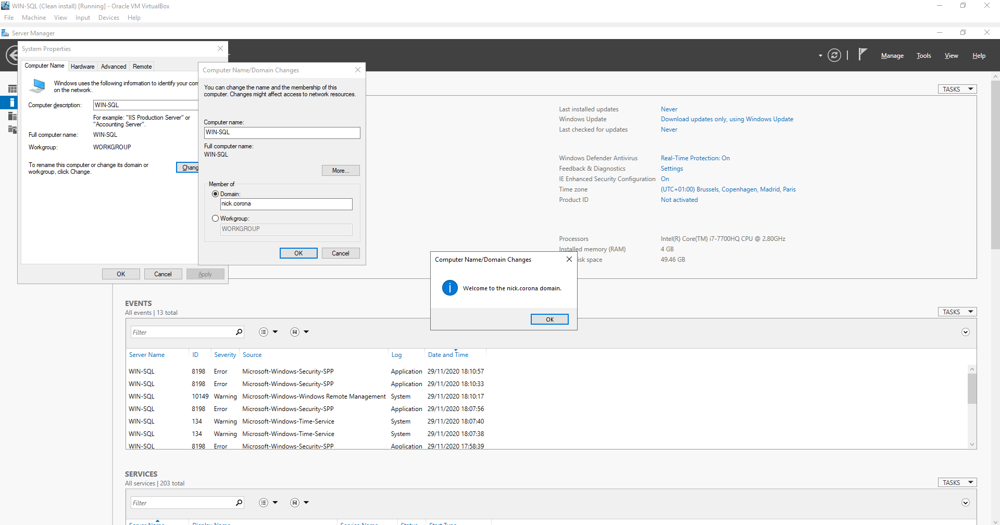 WIN-SQL (Clean install) [Running] - Oracle VM VirtualBox
File Machine View Input Devices Help
Server Manager
Manage Tools View Help
System Properties
Computer Name Hardware Advanced Remote
Windows uses the following information to identify your com
on the network.
Computer description: WIN-SQL
For example: "IIS Production Server" or
"Accounting Server".
Full computer name: WIN-SQL
Workgroup: WORKGROUP
To rename this computer or change its domain or
workgroup, click Change.
Chang
OK Cancel Apply
Computer Name/Domain Changes
You can change the name and the membership of this
computer. Changes might affect access to network resources.
Computer name:
WIN-SQL
Full computer name:
WIN-SQL
More...
Member of
Domain:
nick.corona
Workgroup:
WORKGROUP
OK Cancel
TASKS
Last installed updates Never
Windows Update Download updates only, using Windows Update
Last checked for updates Never
Windows Defender Antivirus Real-Time Protection: On
Feedback & Diagnostics Settings
IE Enhanced Security Configuration On
Time zone (UTC+01:00) Brussels, Copenhagen, Madrid, Paris
Product ID Not activated
Processors Intel(R) Core(TM) i7-7700HQ CPU @ 2.80GHz
Installed memory (RAM) 4 GB
isk space 49.46 GB
Computer Name/Domain Changes
Welcome to the nick.corona domain.
OK
EVENTS
All events | 13 total
TASKS
Filter
Server Name ID Severity Source Log Date and Time
WIN-SQL 8198 Error Microsoft-Windows-Security-SPP Application 29/11/2020 18:10:57
WIN-SQL 8198 Error Microsoft-Windows-Security-SPP Application 29/11/2020 18:10:33
WIN-SQL 10149 Warning Microsoft-Windows-Windows Remote Management System 29/11/2020 18:10:17
WIN-SQL 8198 Error Microsoft-Windows-Security-SPP Application 29/11/2020 18:07:56
WIN-SQL 134 Warning Microsoft-Windows-Time-Service System 29/11/2020 18:07:40
WIN-SQL 134 Warning Microsoft-Windows-Time-Service System 29/11/2020 18:07:38
WIN-SQL 8198 Error Microsoft-Windows-Security-SPP Application 29/11/2020 17:58:39
SERVICES
All services | 203 total
TASKS
Filter
Server Name Display Name Service Name Status Start Type